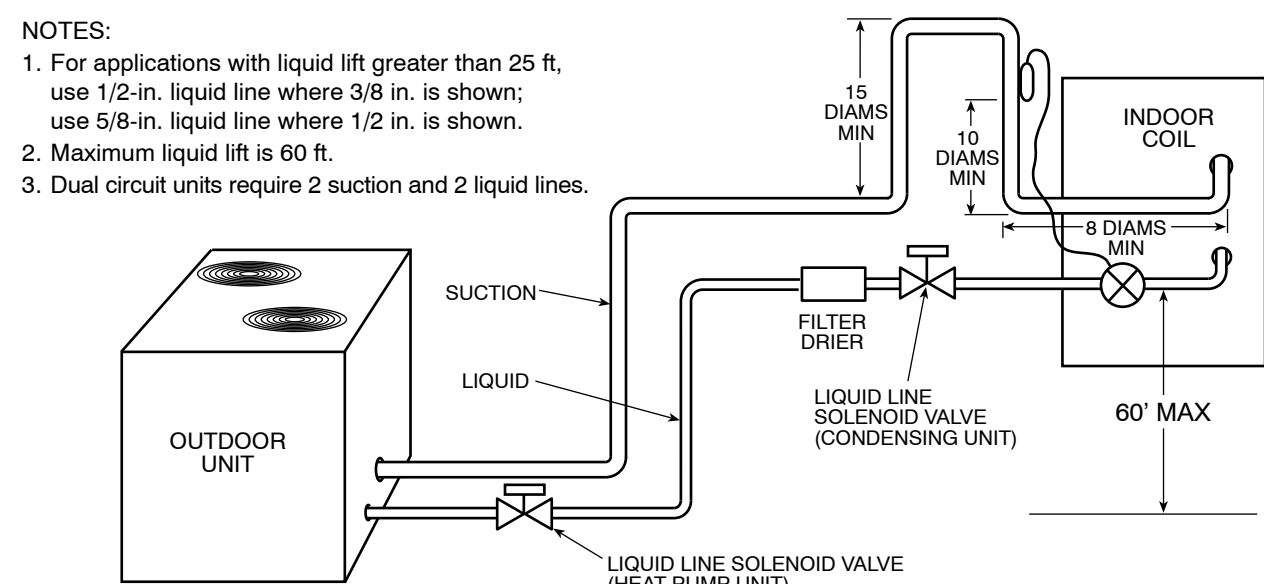 NOTES:
1. For applications with liquid lift greater than 25 ft,
use 1/2-in. liquid line where 3/8 in. is shown;
use 5/8-in. liquid line where 1/2 in. is shown.
2. Maximum liquid lift is 60 ft.
3. Dual circuit units require 2 suction and 2 liquid lines.
15
DIAMS
MIN
10
DIAMS
MIN
INDOOR
COIL
8 DIAMS
MIN
SUCTION
FILTER
DRIER
LIQUID
LIQUID LINE
SOLENOID VALVE
(CONDENSING UNIT)
60’ MAX
OUTDOOR
UNIT
LIQUID LINE SOLENOID VALVE
(HEAT PUMP UNIT)